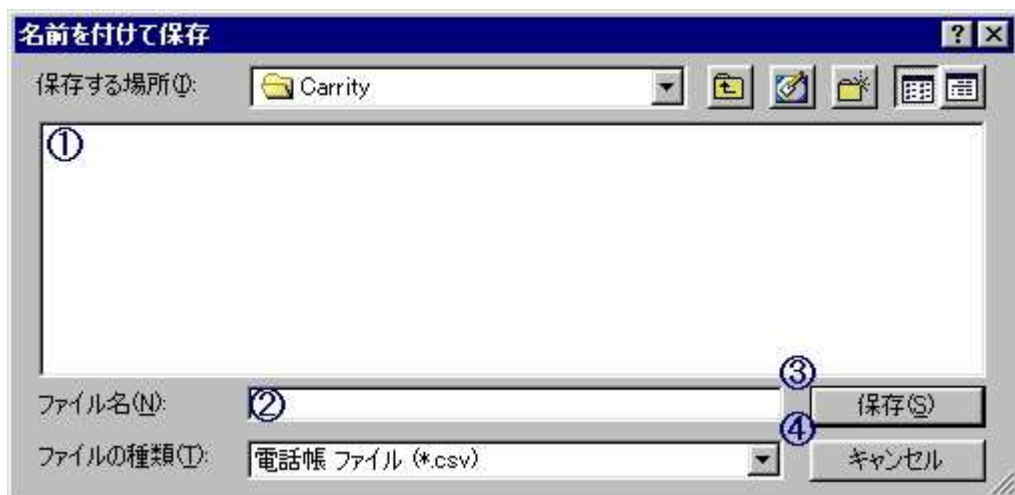 名前を付けて保存
保存する場所(I): Carrity
①
③
ファイル名(N): ② 保存(S)
④
ファイルの種類(T): 電話帳 ファイル (*.csv) キャンセル